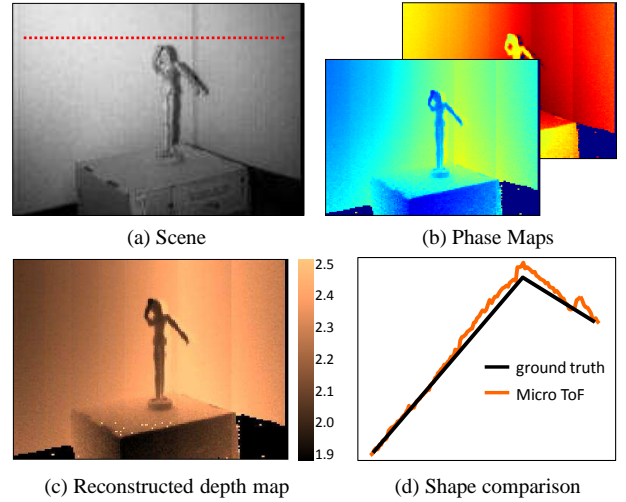 (a) Scene
(b) Phase Maps
2.5
2.4
2.3
2.2
2.1
2.0
1.9
ground truth
Micro ToF
(c) Reconstructed depth map
(d) Shape comparison